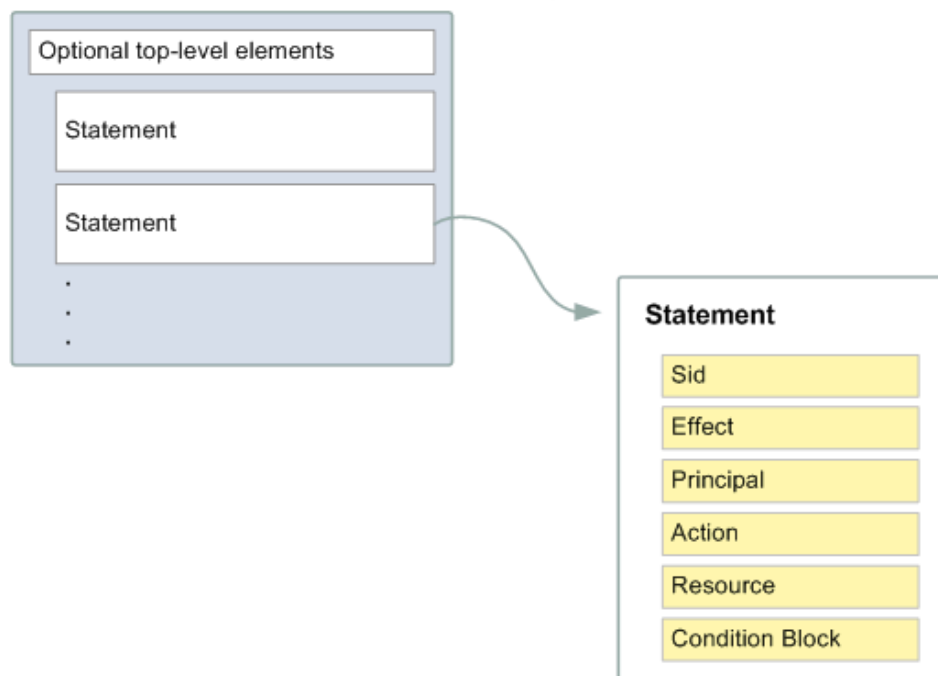 Optional top-level elements
Statement
Statement
.
.
.
Statement
Sid
Effect
Principal
Action
Resource
Condition Block